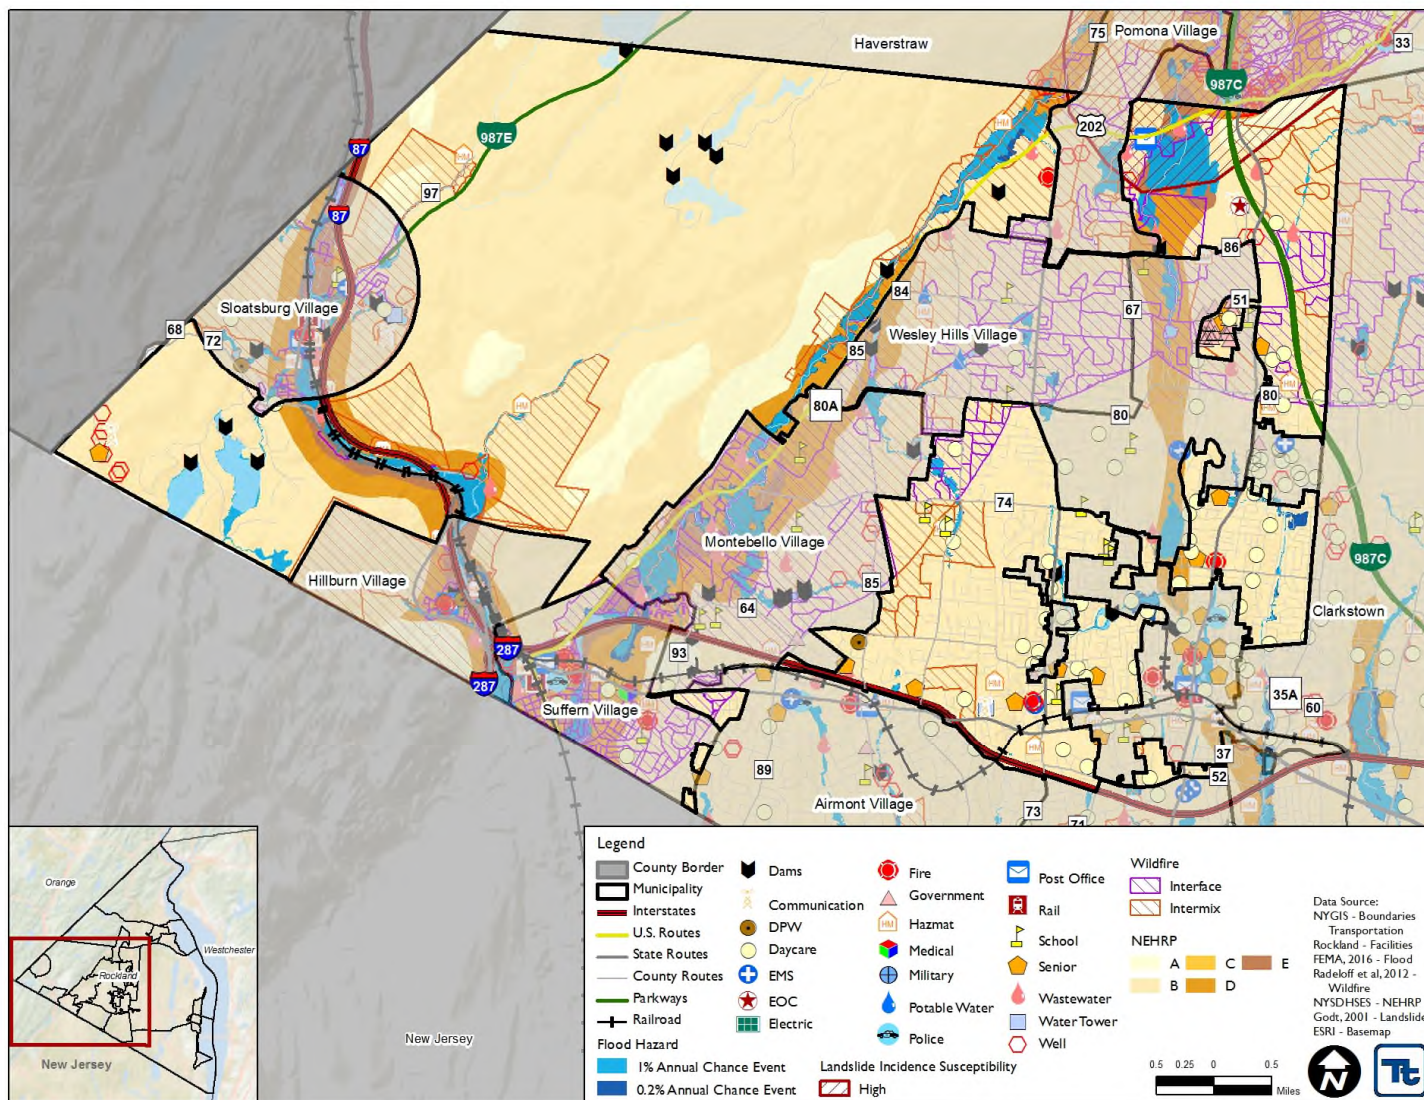 Haverstraw
75
Pomona Village
33
987C
202
87
987E
97
87
86
51
84
67
Sloatsburg Village
68
72
85
Wesley Hills Village
80A
80
80
74
987C
Montebello Village
Hillburn Village
85
64
Clarkstown
287
93
287
35A
60
Suffern Village
37
89
52
Airmont Village
73
71
New Jersey
Orange
Westchester
Rockland
New Jersey
Legend
County Border
Municipality
Interstates
U.S. Routes
State Routes
County Routes
Parkways
Railroad
Flood Hazard
1% Annual Chance Event
0.2% Annual Chance Event
Dams
Communication
DPW
Daycare
EMS
EOC
Electric
Fire
Government
HM Hazmat
Medical
Military
Potable Water
Police
Landslide Incidence Susceptibility
High
Post Office
Rail
School
Senior
Wastewater
Water Tower
Well
Wildfire
Interface
Intermix
NEHRP
A C E
B D
Data Source:
NYGIS - Boundaries
Transportation
Rockland - Facilities
FEMA, 2016 - Flood
Radeloff et al, 2012 -
Wildfire
NYSDHSES - NEHRP
Godt, 2001 - Landslide
ESRI - Basemap
0.5 0.25 0 0.5
Miles
N
Tt